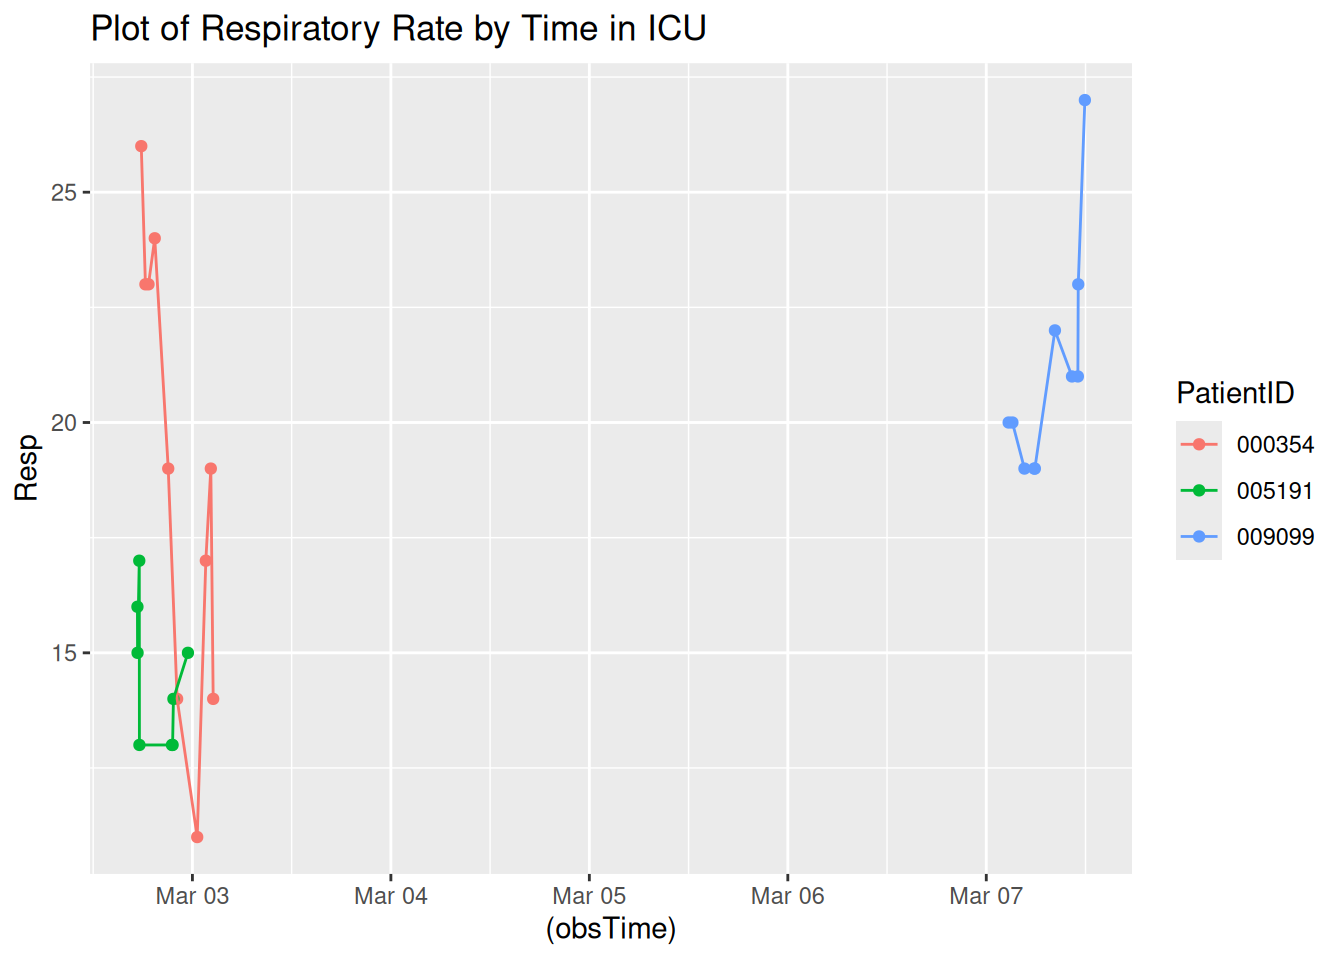 Plot of Respiratory Rate by Time in ICU
25
20
15
Resp
Mar 03 Mar 04 Mar 05 Mar 06 Mar 07
(obsTime)
PatientID
000354
005191
009099